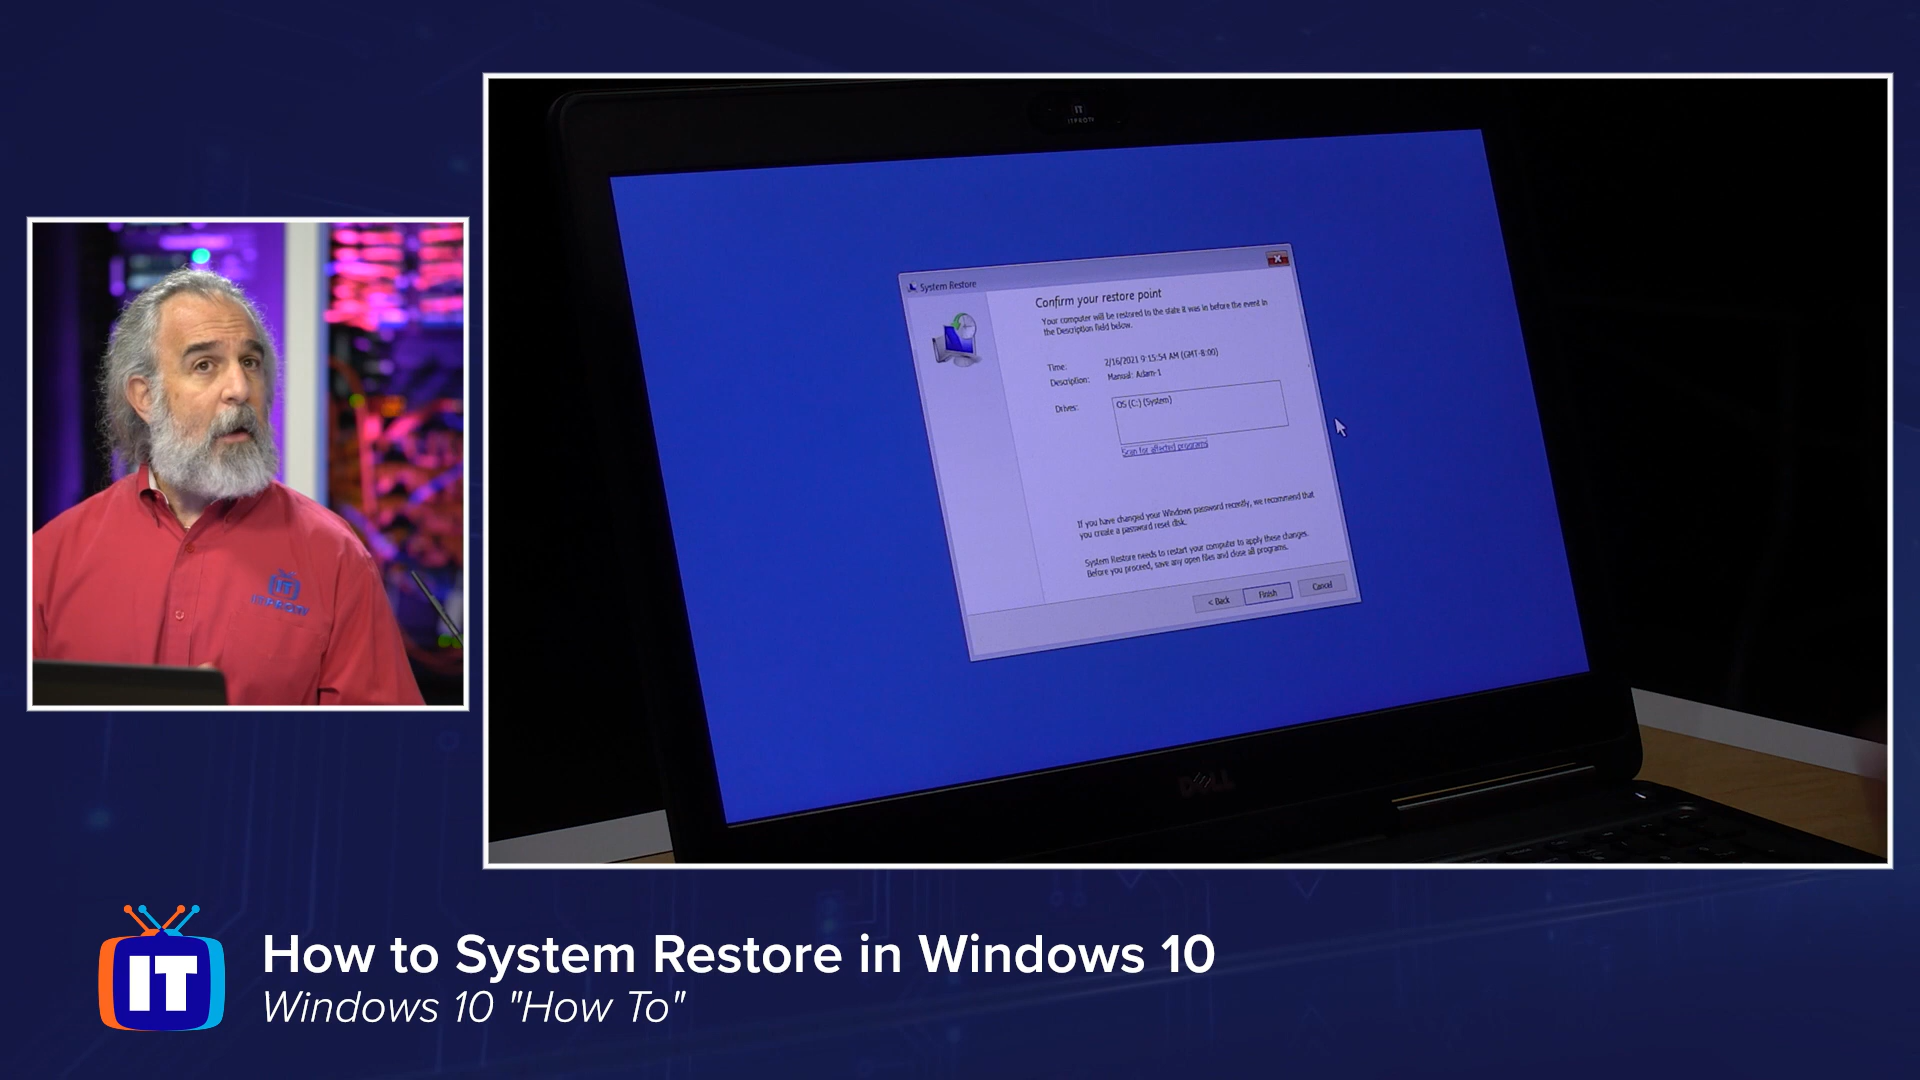 IT
ITPROTV
System Restore
Confirm your restore point
Your computer will be restored to the state it was in before the event in
the Description field below.
Time: 2/16/2021 9:15:54 AM (GMT-8:00)
Description: Manual: Adam-1
Drives: OS (C:) (System)
Scan for affected programs
If you have changed your Windows password recently, we recommend that
you create a password reset disk.
System Restore needs to restart your computer to apply these changes.
Before you proceed, save any open files and close all programs.
< Back Finish Cancel
DELL
IT
ITPROTV
IT
How to System Restore in Windows 10
Windows 10 "How To"